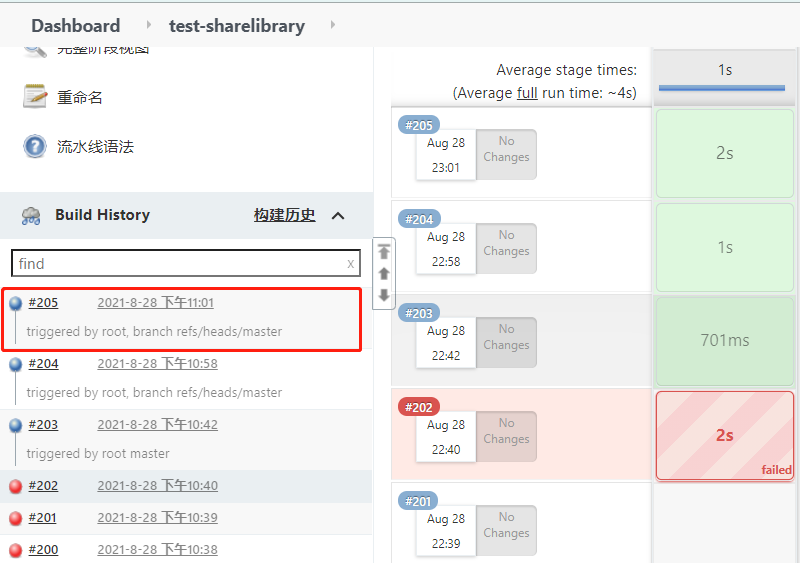 Dashboard
test-sharelibrary
完整阶段视图
重命名
流水线语法
Build History
构建历史
find
x
#205
2021-8-28 下午11:01
triggered by root, branch refs/heads/master
#204
2021-8-28 下午10:58
triggered by root, branch refs/heads/master
#203
2021-8-28 下午10:42
triggered by root master
#202
2021-8-28 下午10:40
#201
2021-8-28 下午10:39
#200
2021-8-28 下午10:38
Average stage times:
(Average full run time: ~4s)
1s
#205
Aug 28
23:01
No
Changes
2s
#204
Aug 28
22:58
No
Changes
1s
#203
Aug 28
22:42
No
Changes
701ms
#202
Aug 28
22:40
No
Changes
2s
failed
#201
Aug 28
22:39
No
Changes